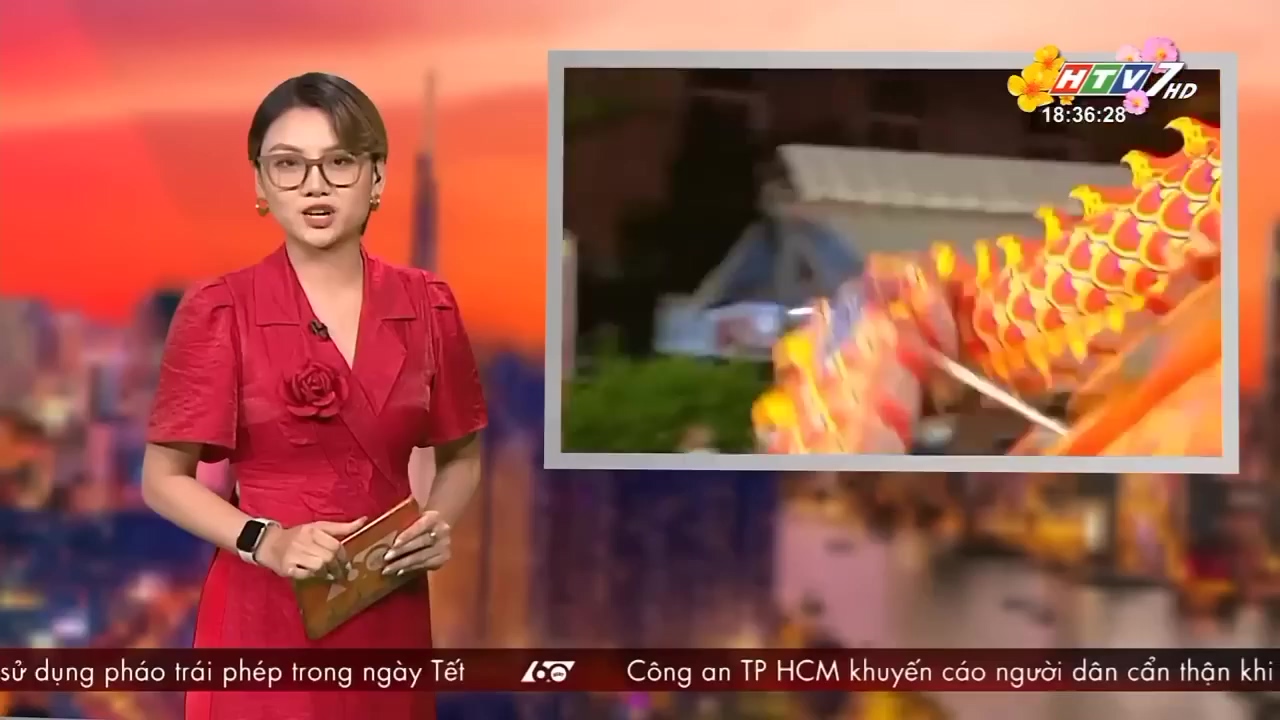 HTV7 HD
18:36:28
sử dụng pháo trái phép trong ngày Tết
60
Công an TP HCM khuyến cáo người dân cẩn thận khi